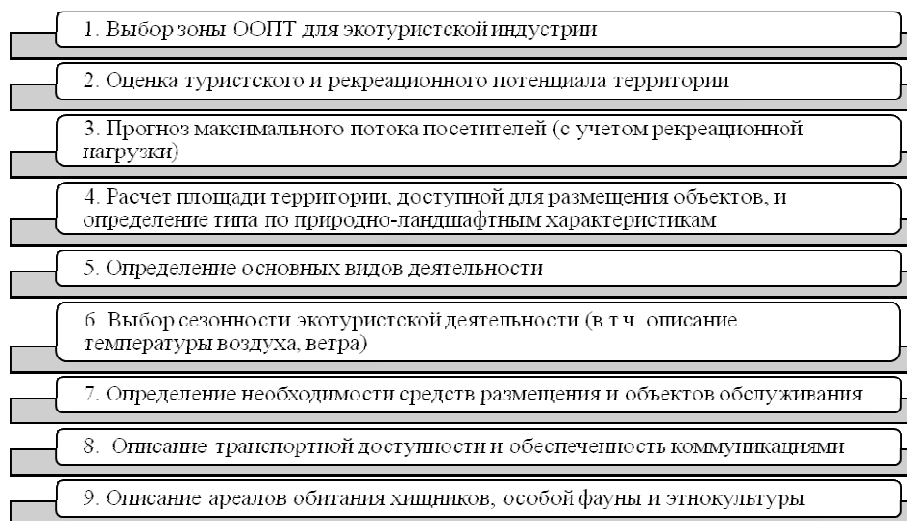 1. Выбор зоны ООПТ для экотуристской индустрии
2. Оценка туристского и рекреационного потенциала территории
3. Прогноз максимального потока посетителей (с учетом рекреационной
нагрузки)
4. Расчет площади территории, доступной для размещения объектов, и
определение типа по природно-ландшафтным характеристикам
5. Определение основных видов деятельности
6. Выбор сезонности экотуристской деятельности (в т.ч. описание
температуры воздуха, ветра)
7. Определение необходимости средств размещения и объектов обслуживания
8. Описание транспортной доступности и обеспеченность коммуникациями
9. Описание ареалов обитания хищников, особой фауны и этнокультуры